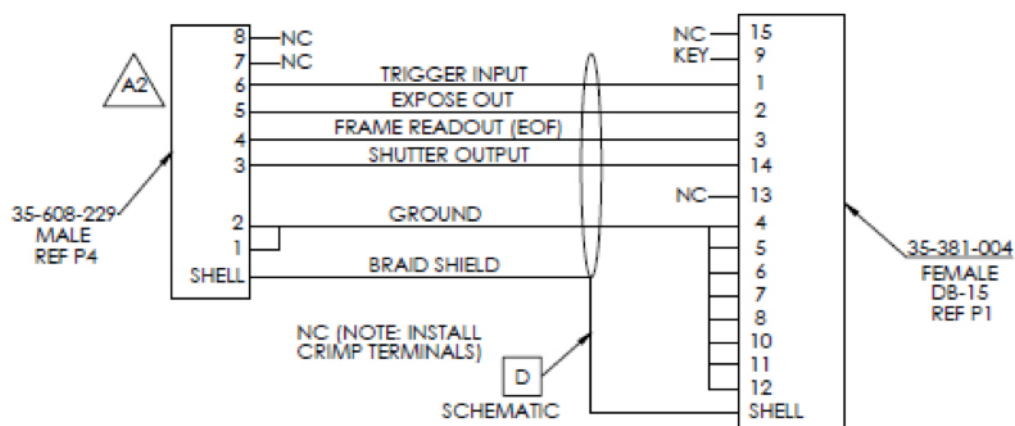 8 NC
7 NC
A2
6 TRIGGER INPUT 1
5 EXPOSE OUT 2
4 FRAME READOUT (EOF) 3
3 SHUTTER OUTPUT 14
NC 15
KEY 9
NC 13
35-608-229
MALE
REF P4
2 GROUND 4
1
5
6
7
8
10
11
12
SHELL BRAID SHIELD
SHELL
NC (NOTE: INSTALL
CRIMP TERMINALS)
D
SCHEMATIC
35-381-004
FEMALE
DB-15
REF P1